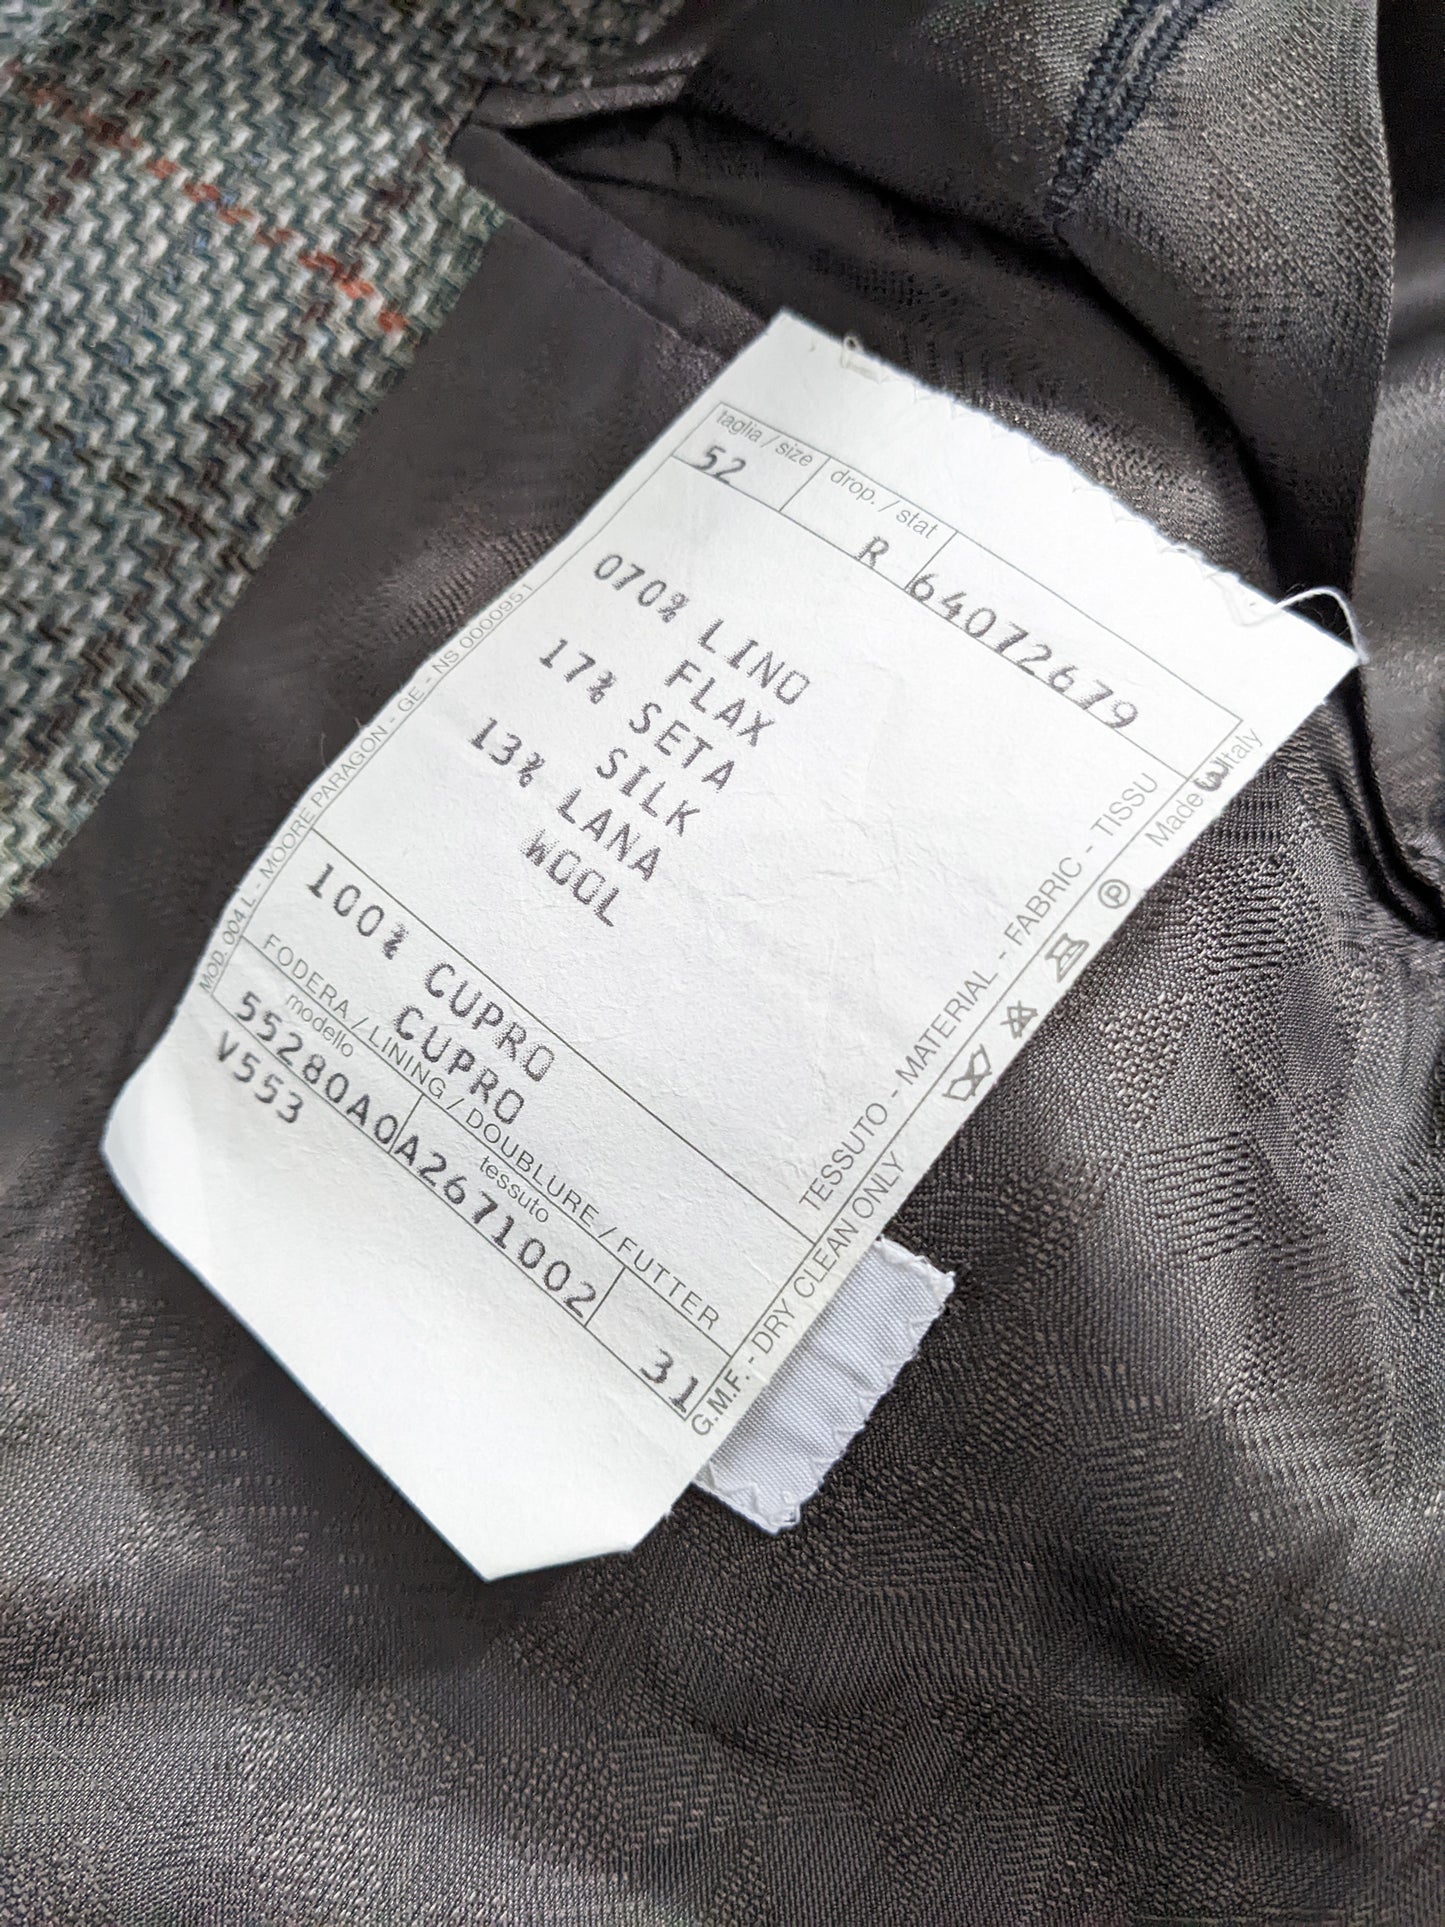 taglia / size
drop. / stat
52
R
64072679
070% LINO
FLAX
17% SETA
SILK
13% LANA
WOOL
TESSUTO - MATERIAL - FABRIC - TISSU
100% CUPRO
CUPRO
FODERA / LINING / DOUBLURE / FUTTER
modello
tessuto
55280A0
A2671002
31
V553
MOD. 004 L - MOORE PARAGON - GE - NS 0000951
G.M.F. - DRY CLEAN ONLY
P
Made in Italy